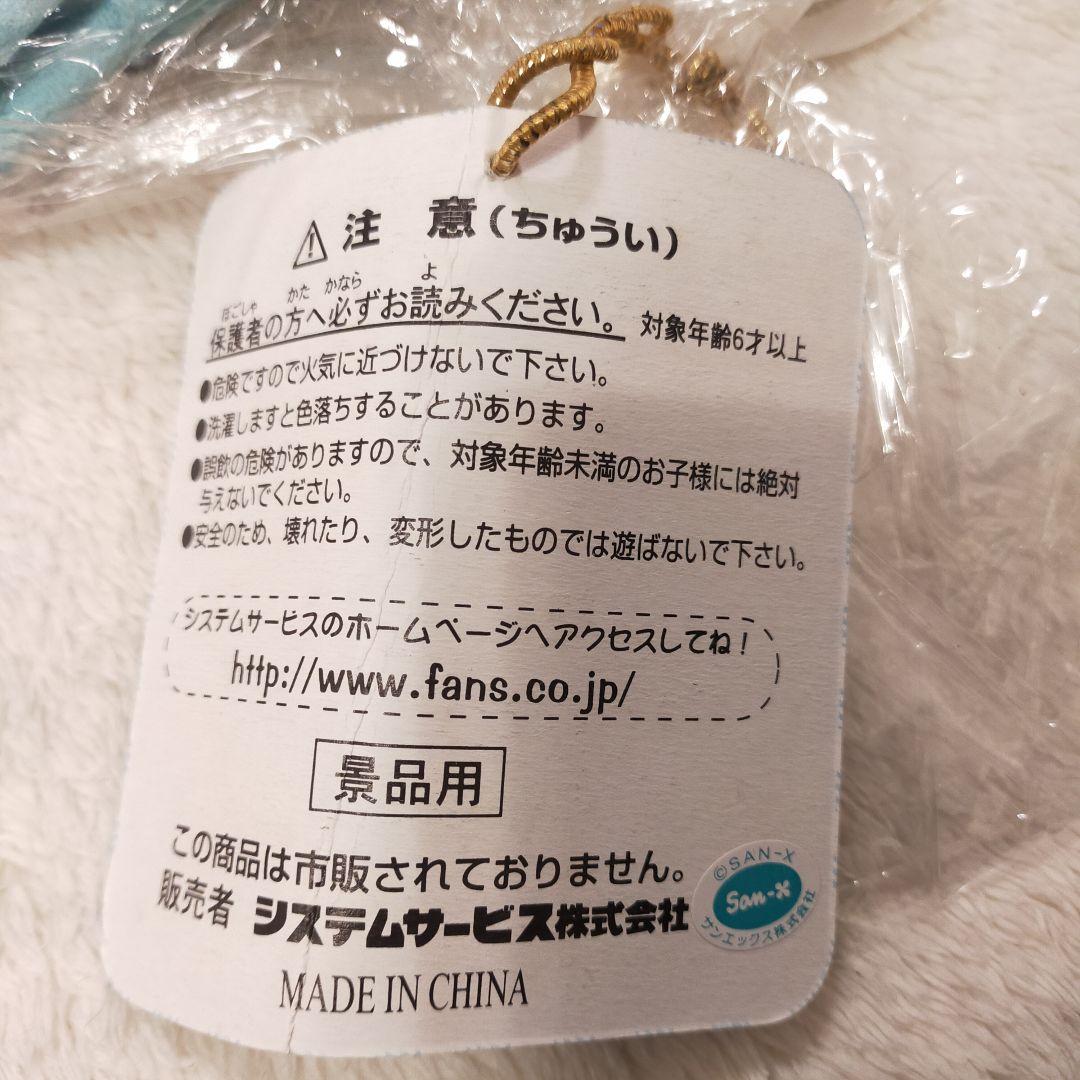 注 意(ちゅうい)
ほごしゃ かた かなら よ
保護者の方へ必ずお読みください。 対象年齢6才以上
●危険ですので火気に近づけないで下さい。
●洗濯しますと色落ちすることがあります。
●誤飲の危険がありますので、対象年齢未満のお子様には絶対
与えないでください。
●安全のため、壊れたり、変形したものでは遊ばないで下さい。
システムサービスのホームページへアクセスしてね!
http://www.fans.co.jp/
景品用
この商品は市販されておりません。
販売者 システムサービス株式会社
MADE IN CHINA
©SAN-X
San-X
サンエックス株式会社